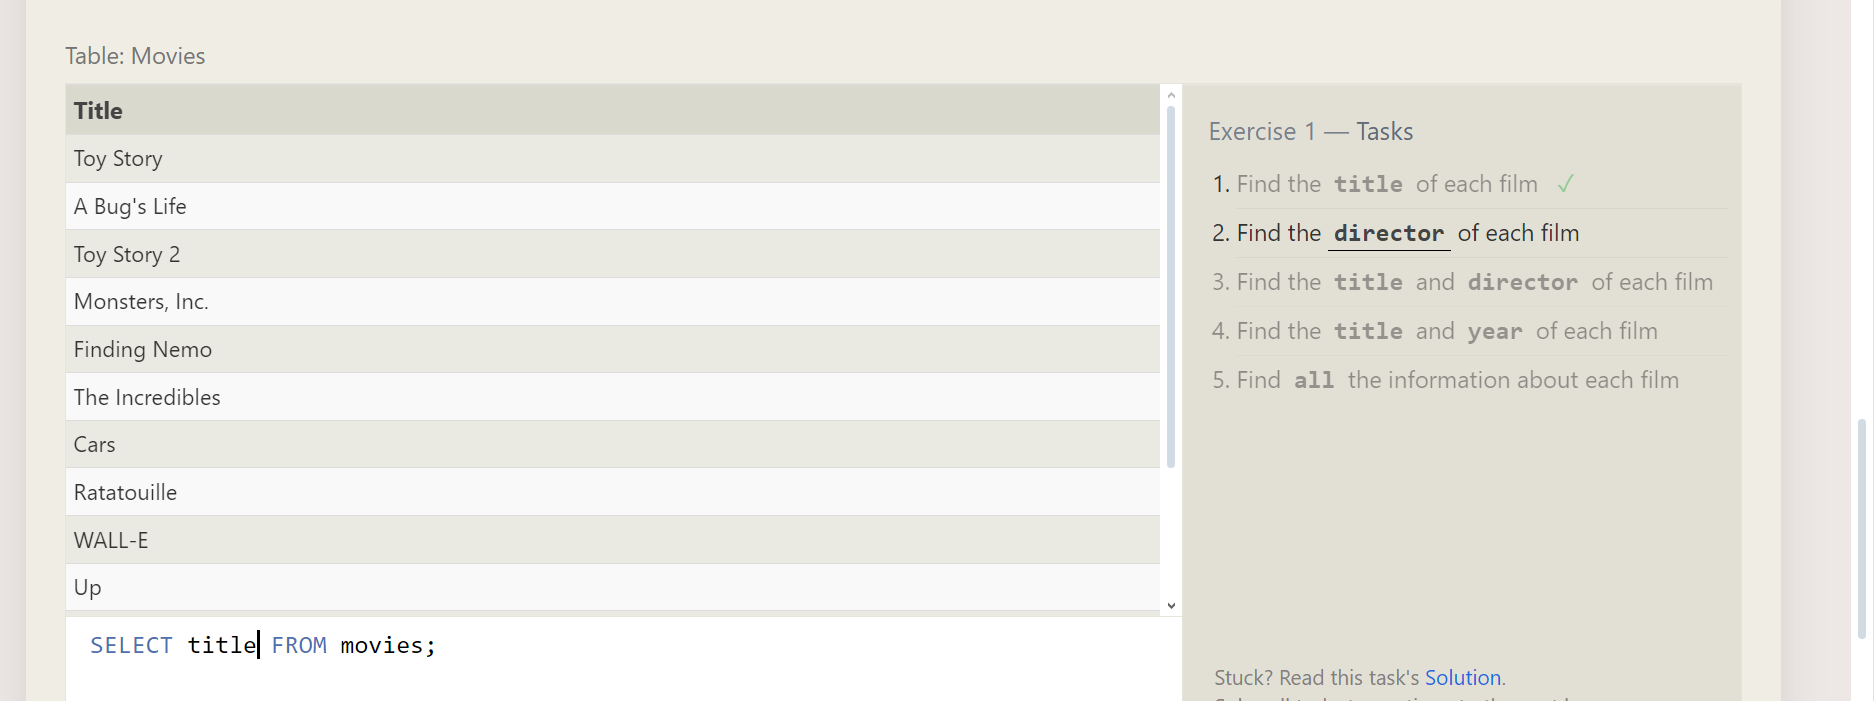 Table: Movies
Title
Toy Story
A Bug's Life
Toy Story 2
Monsters, Inc.
Finding Nemo
The Incredibles
Cars
Ratatouille
WALL-E
Up
SELECT title FROM movies;
Exercise 1 — Tasks
1. Find the title of each film ✓
2. Find the director of each film
3. Find the title and director of each film
4. Find the title and year of each film
5. Find all the information about each film
Stuck? Read this task's Solution.